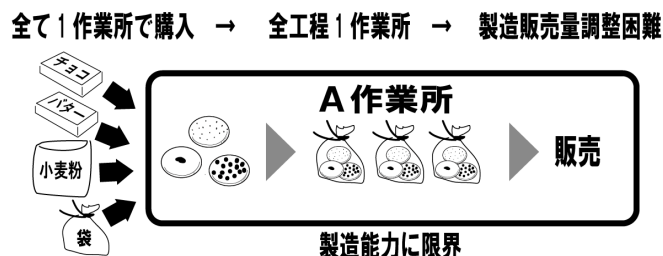 全て1作業所で購入 → 全工程1作業所 → 製造販売量調整困難
チョコ
バター
小麦粉
袋
A作業所
販売
製造能力に限界